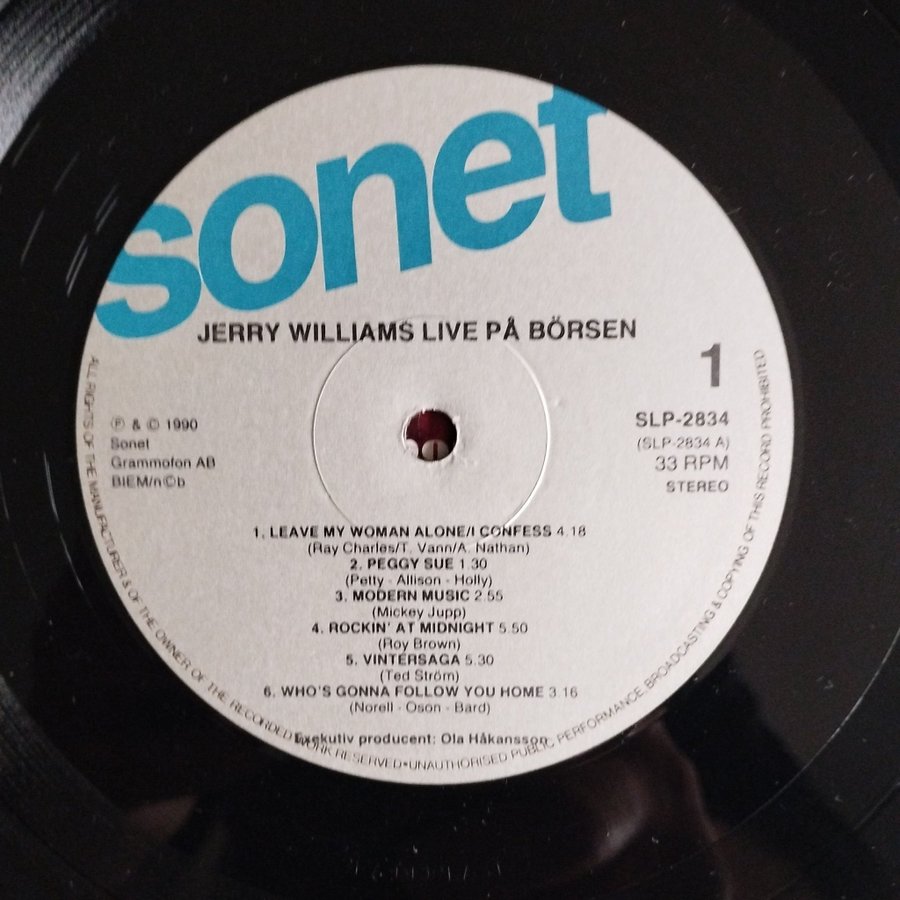 sonet
JERRY WILLIAMS LIVE PÅ BÖRSEN
1
℗ & © 1990
Sonet
Grammofon AB
BIEM/n©b
SLP-2834
(SLP-2834 A)
33 RPM
STEREO
1. LEAVE MY WOMAN ALONE/I CONFESS 4.18
(Ray Charles/T. Vann/A. Nathan)
2. PEGGY SUE 1.30
(Petty - Allison - Holly)
3. MODERN MUSIC 2.55
(Mickey Jupp)
4. ROCKIN' AT MIDNIGHT 5.50
(Roy Brown)
5. VINTERSAGA 5.30
(Ted Ström)
6. WHO'S GONNA FOLLOW YOU HOME 3.16
(Norell - Oson - Bard)
Exekutiv producent: Ola Håkansson
ALL RIGHTS OF THE MANUFACTURER & OF THE OWNER OF THE RECORDED WORK RESERVED•UNAUTHORISED PUBLIC PERFORMANCE, BROADCASTING & COPYING OF THIS RECORD PROHIBITED